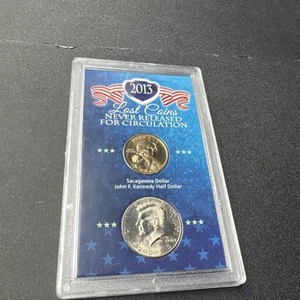 2013
Lost Coins
NEVER RELEASED
FOR CIRCULATION
Sacagawea Dollar
John F. Kennedy Half Dollar